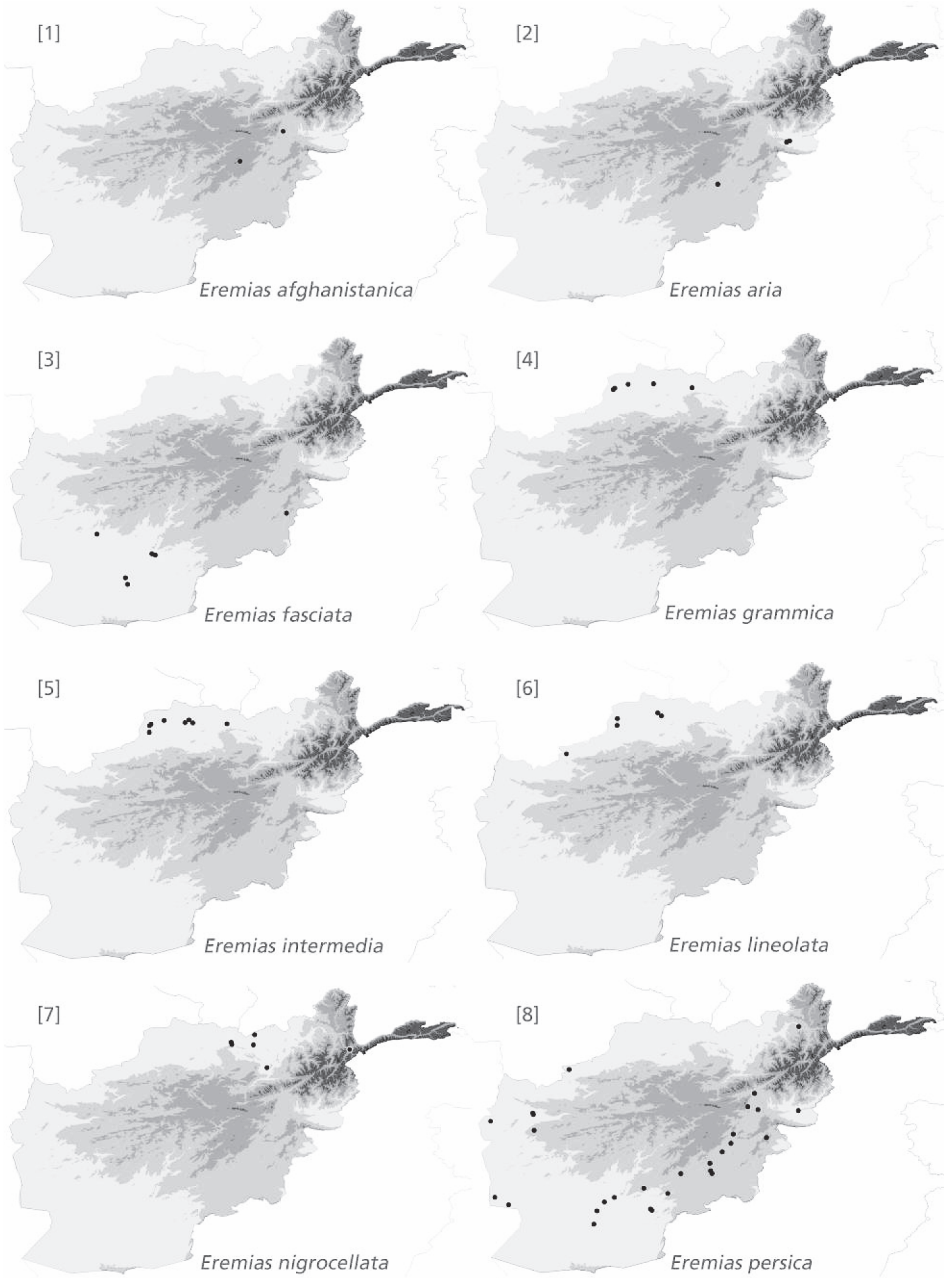 [1]
Eremias afghanistanica
[2]
Eremias aria
[3]
Eremias fasciata
[4]
Eremias grammica
[5]
Eremias intermedia
[6]
Eremias lineolata
[7]
Eremias nigrocellata
[8]
Eremias persica